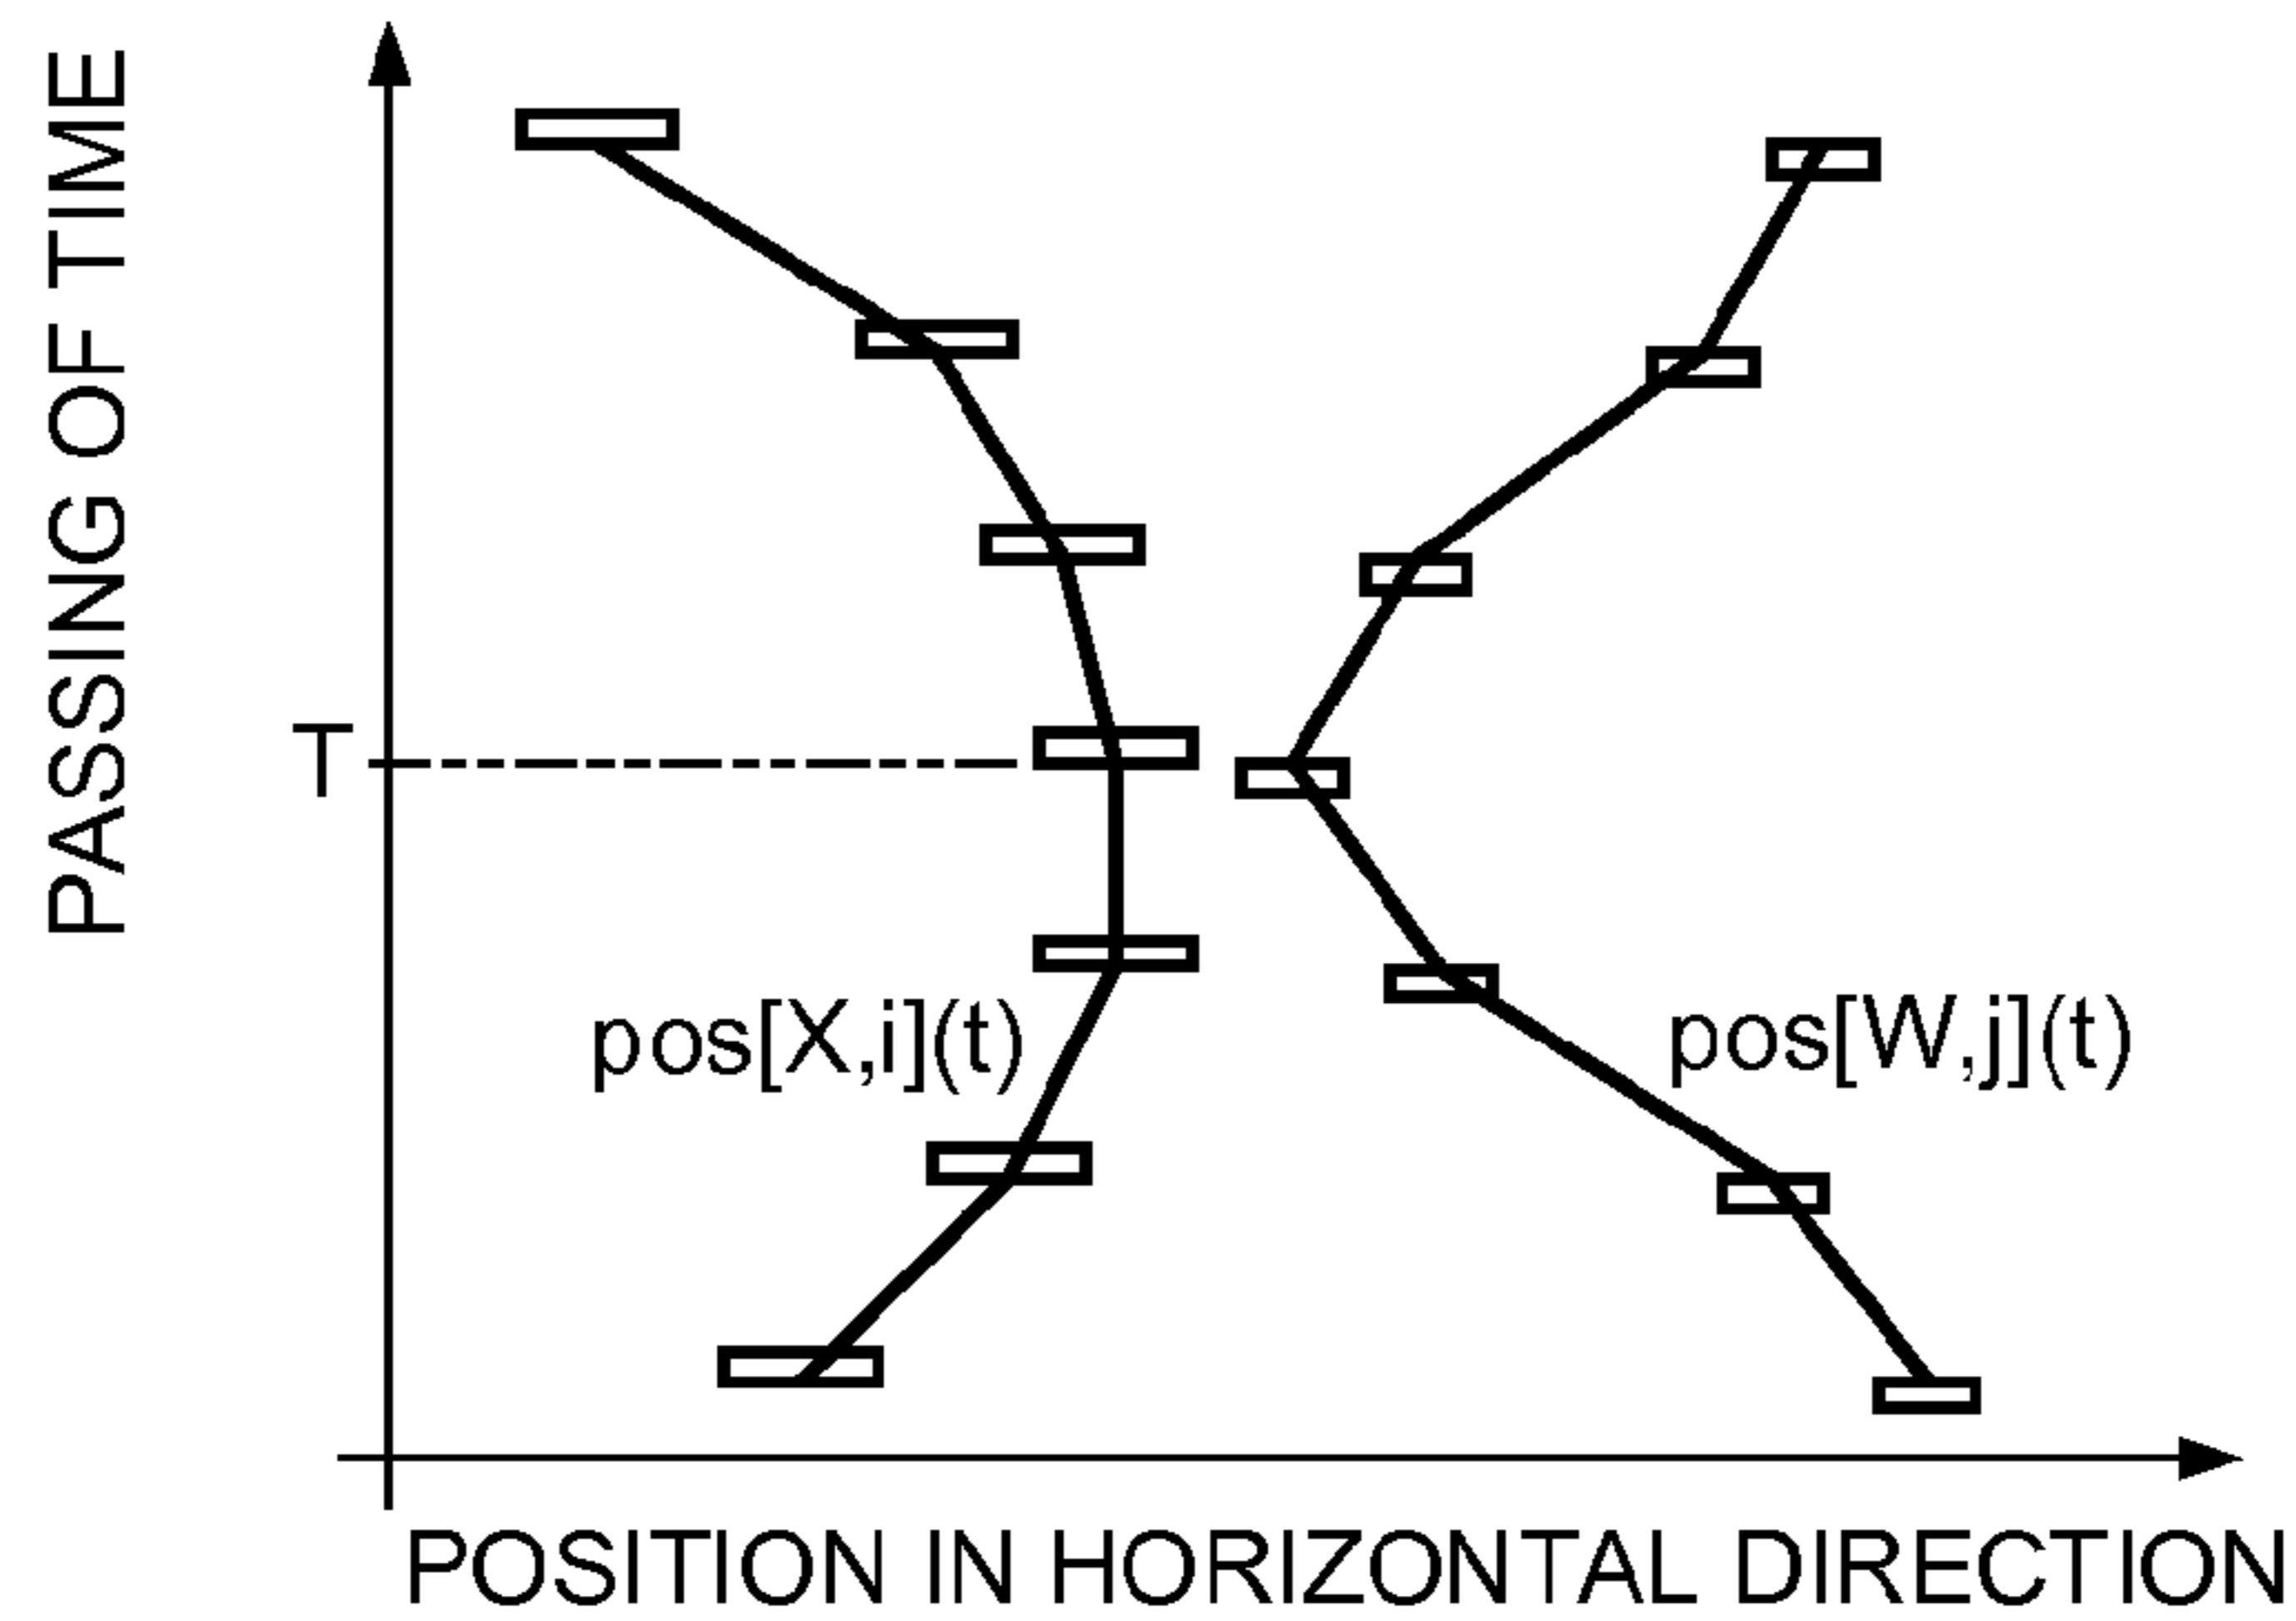 PASSING OF TIME
T
pos[X,i](t)
pos[W,j](t)
POSITION IN HORIZONTAL DIRECTION